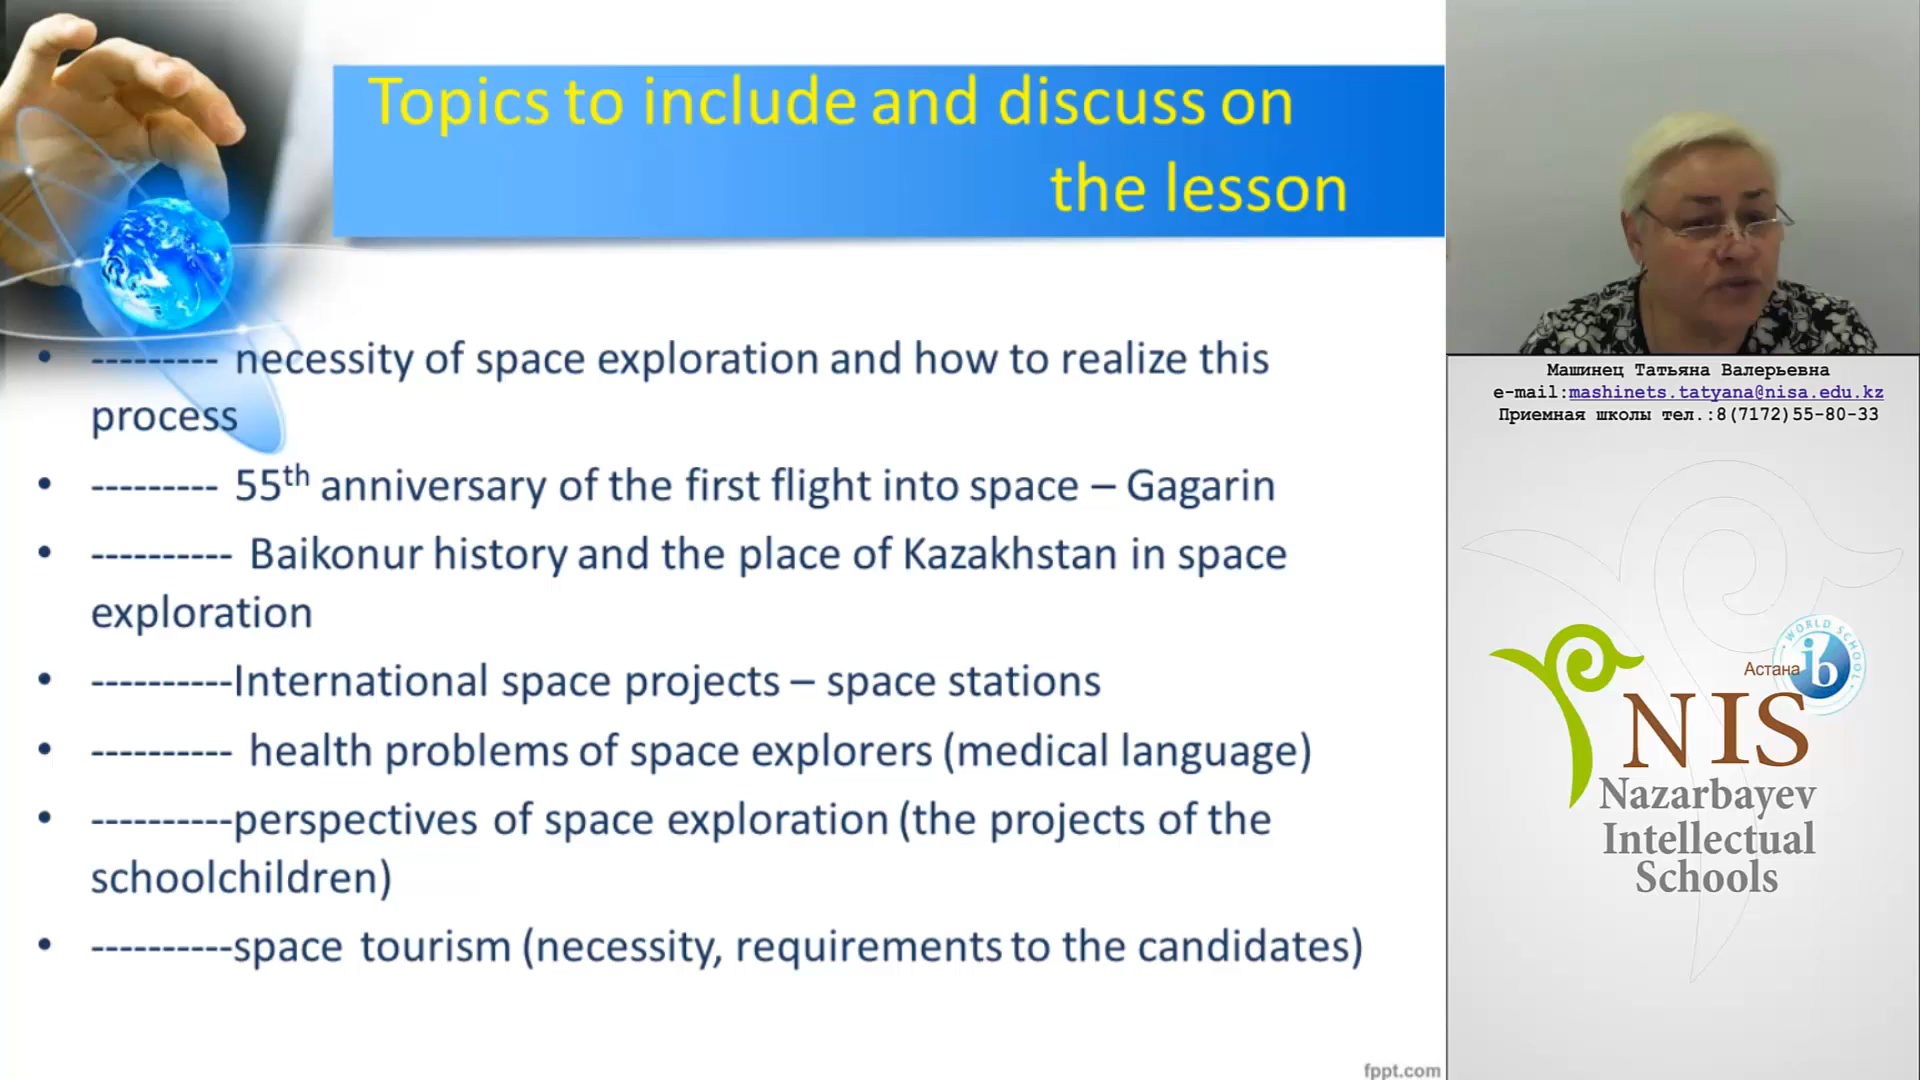 Topics to include and discuss on
the lesson
• --------- necessity of space exploration and how to realize this
process
• --------- 55th anniversary of the first flight into space – Gagarin
• ---------- Baikonur history and the place of Kazakhstan in space
exploration
• ----------International space projects – space stations
• ---------- health problems of space explorers (medical language)
• ----------perspectives of space exploration (the projects of the
schoolchildren)
• ----------space tourism (necessity, requirements to the candidates)
fppt.com
Машинец Татьяна Валерьевна
e-mail:mashinets.tatyana@nisa.edu.kz
Приемная школы тел.:8(7172)55-80-33
WORLD SCHOOL
Астана
ib
NIS
Nazarbayev
Intellectual
Schools